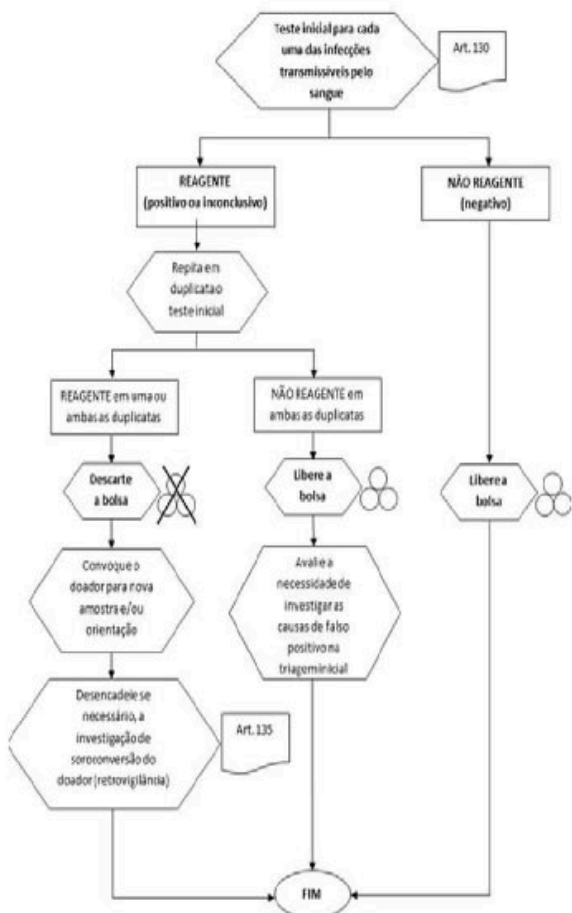 Teste inicial para cada
uma das infecções
transmissíveis pelo
sangue
Art. 130
REAGENTE
(positivo ou inconclusivo)
NÃO REAGENTE
(negativo)
Repita em
duplicata o
teste inicial
REAGENTE em uma ou
ambas as duplicatas
NÃO REAGENTE em
ambas as duplicatas
Descarte
a bolsa
Libere a
bolsa
Libere a
bolsa
Convoque o
doador para nova
amostra e/ou
orientação
Avalie a
necessidade de
investigar as
causas de falso
positivo na
triagem inicial
Desencadeie se
necessário, a
investigação de
soroconversão do
doador (retrovigilância)
Art. 135
FIM